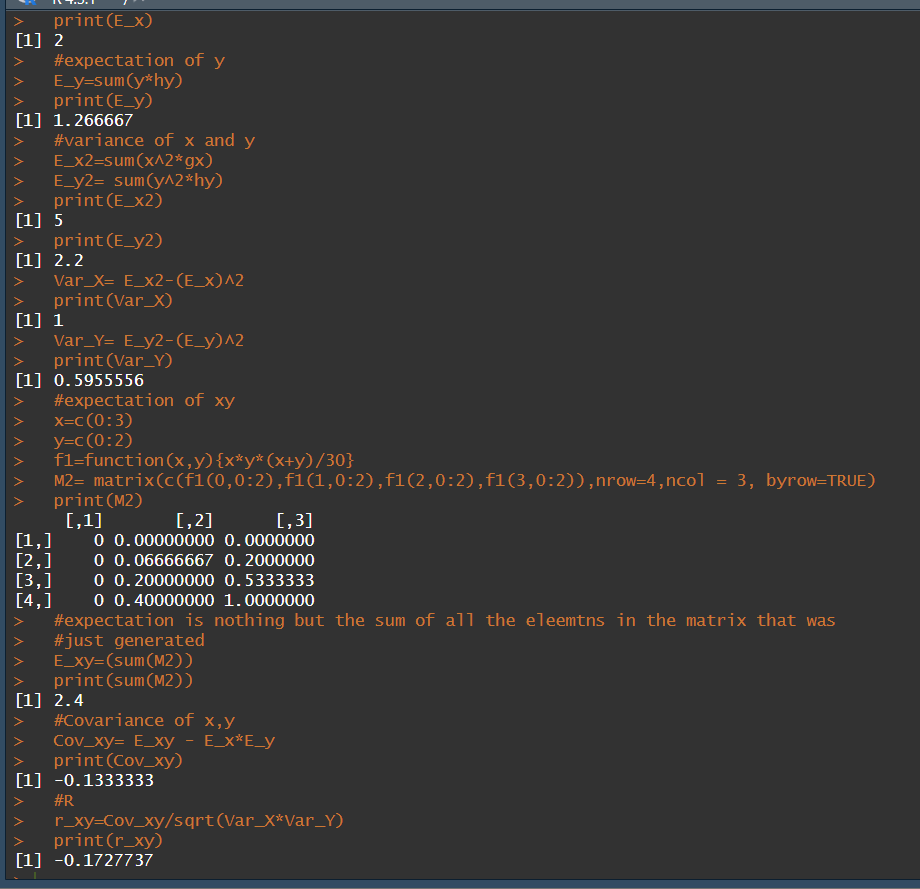 > print(E_x)
[1] 2
> #expectation of y
> E_y=sum(y*hy)
> print(E_y)
[1] 1.266667
> #variance of x and y
> E_x2=sum(x^2*gx)
> E_y2= sum(y^2*hy)
> print(E_x2)
[1] 5
> print(E_y2)
[1] 2.2
> Var_X= E_x2-(E_x)^2
> print(Var_X)
[1] 1
> Var_Y= E_y2-(E_y)^2
> print(Var_Y)
[1] 0.5955556
> #expectation of xy
> x=c(0:3)
> y=c(0:2)
> f1=function(x,y){x*y*(x+y)/30}
> M2= matrix(c(f1(0,0:2),f1(1,0:2),f1(2,0:2),f1(3,0:2)),nrow=4,ncol = 3, byrow=TRUE)
> print(M2)
[,1] [,2] [,3]
[1,] 0 0.00000000 0.0000000
[2,] 0 0.06666667 0.2000000
[3,] 0 0.20000000 0.5333333
[4,] 0 0.40000000 1.0000000
> #expectation is nothing but the sum of all the eleemtns in the matrix that was
> #just generated
> E_xy=(sum(M2))
> print(sum(M2))
[1] 2.4
> #Covariance of x,y
> Cov_xy= E_xy - E_x*E_y
> print(Cov_xy)
[1] -0.1333333
> #R
> r_xy=Cov_xy/sqrt(Var_X*Var_Y)
> print(r_xy)
[1] -0.1727737
>